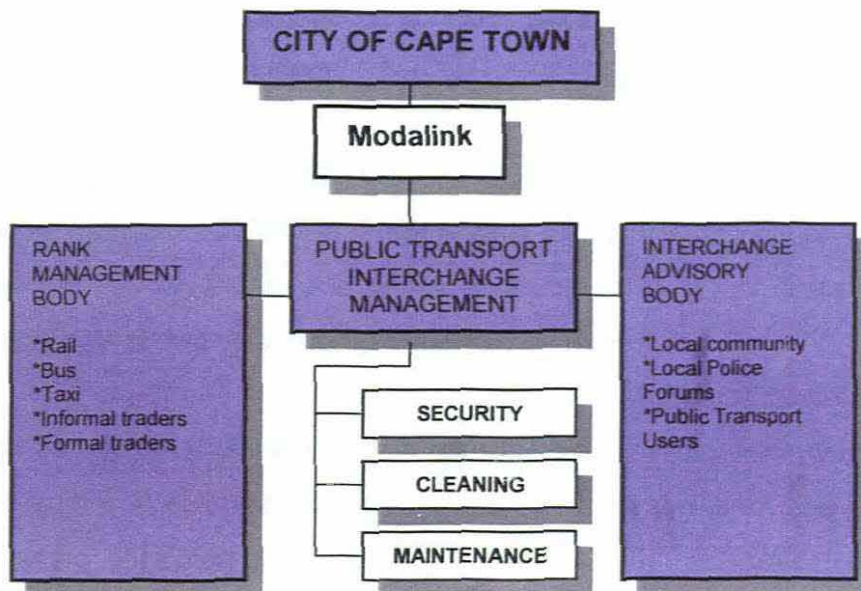 CITY OF CAPE TOWN
Modalink
RANK
MANAGEMENT
BODY
*Rail
*Bus
*Taxi
*Informal traders
*Formal traders
PUBLIC TRANSPORT
INTERCHANGE
MANAGEMENT
SECURITY
CLEANING
MAINTENANCE
INTERCHANGE
ADVISORY
BODY
*Local community
*Local Police
Forums
*Public Transport
Users